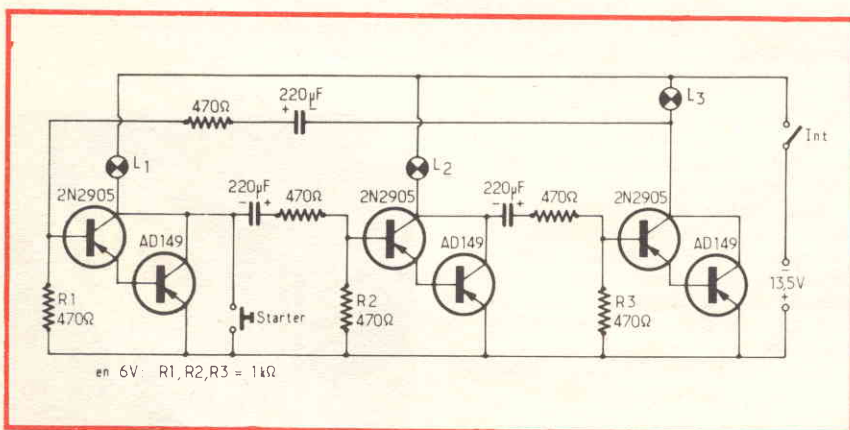 220µF
470Ω
+
L3
Int
L1
L2
2N2905
220µF
-
+
470Ω
2N2905
220µF
-
+
470Ω
2N2905
AD149
AD149
AD149
-
13,5V
+
R1
470Ω
Starter
R2
470Ω
R3
470Ω
en 6V: R1,R2,R3 = 1kΩ